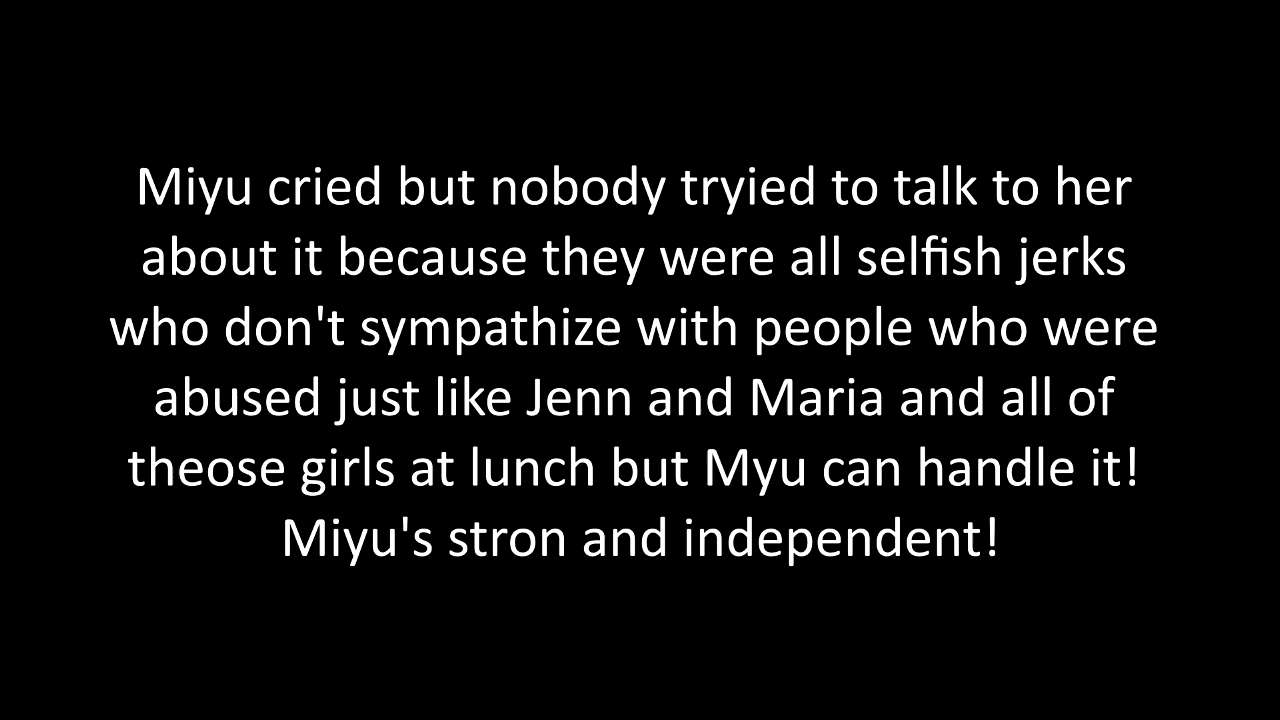 Miyu cried but nobody tryied to talk to her
about it because they were all selfish jerks
who don't sympathize with people who were
abused just like Jenn and Maria and all of
theose girls at lunch but Myu can handle it!
Miyu's stron and independent!